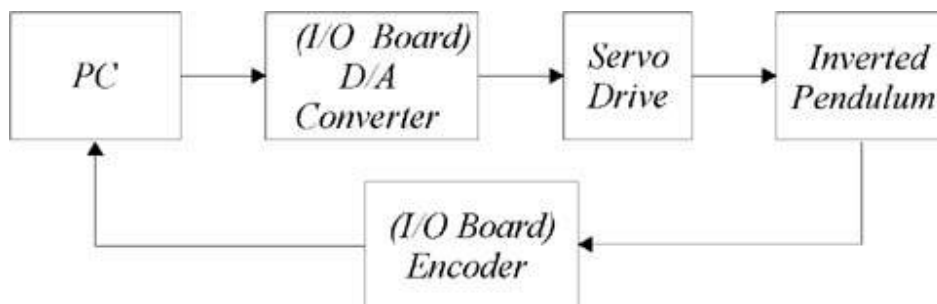 PC
(I/O Board)
D/A
Converter
Servo
Drive
Inverted
Pendulum
(I/O Board)
Encoder